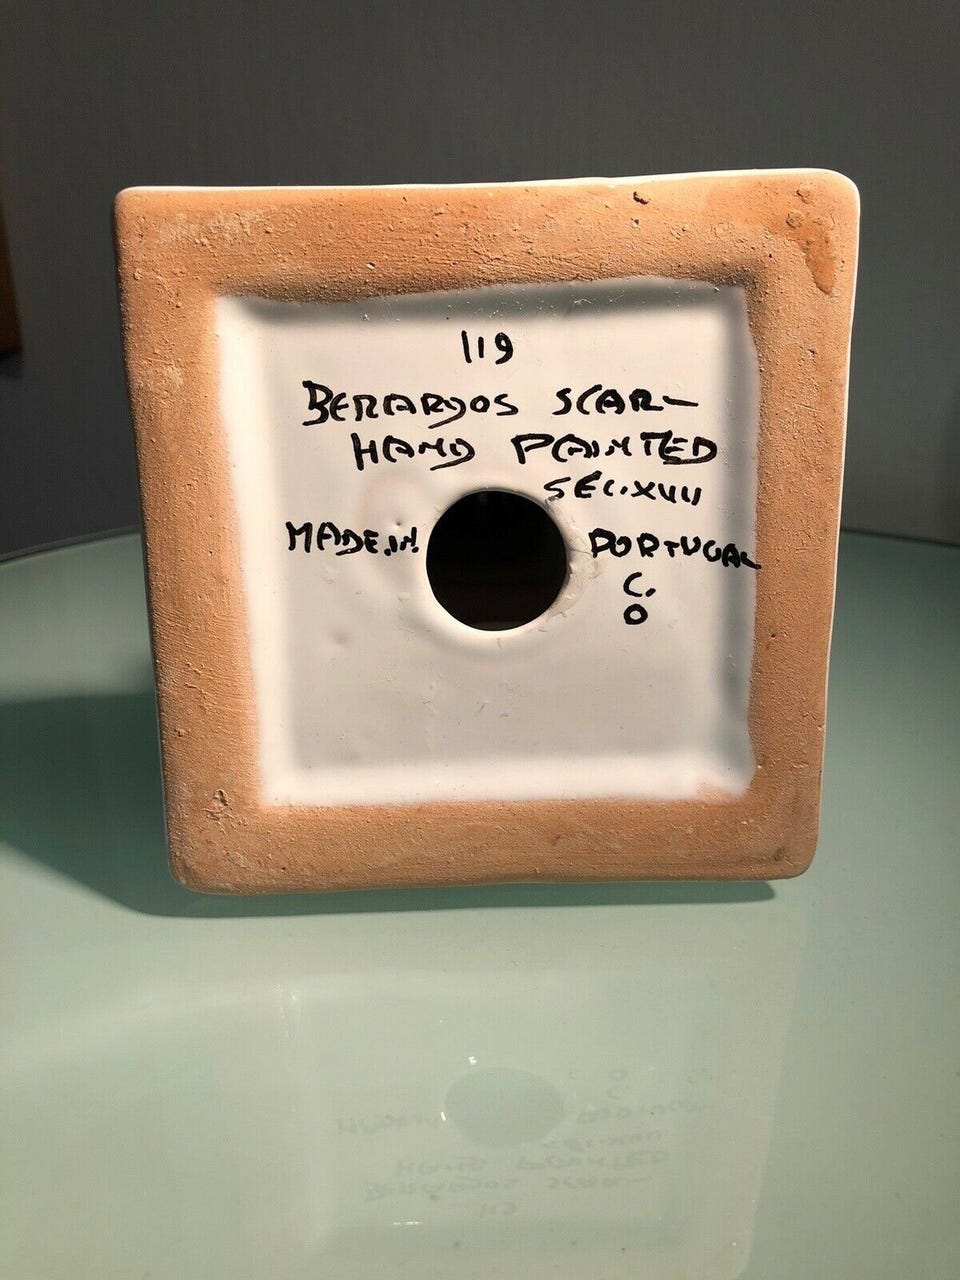 119
BERARDOS SCAR-
HAND PAINTED
SEC.XVII
MADE IN PORTUGAL
C.
O